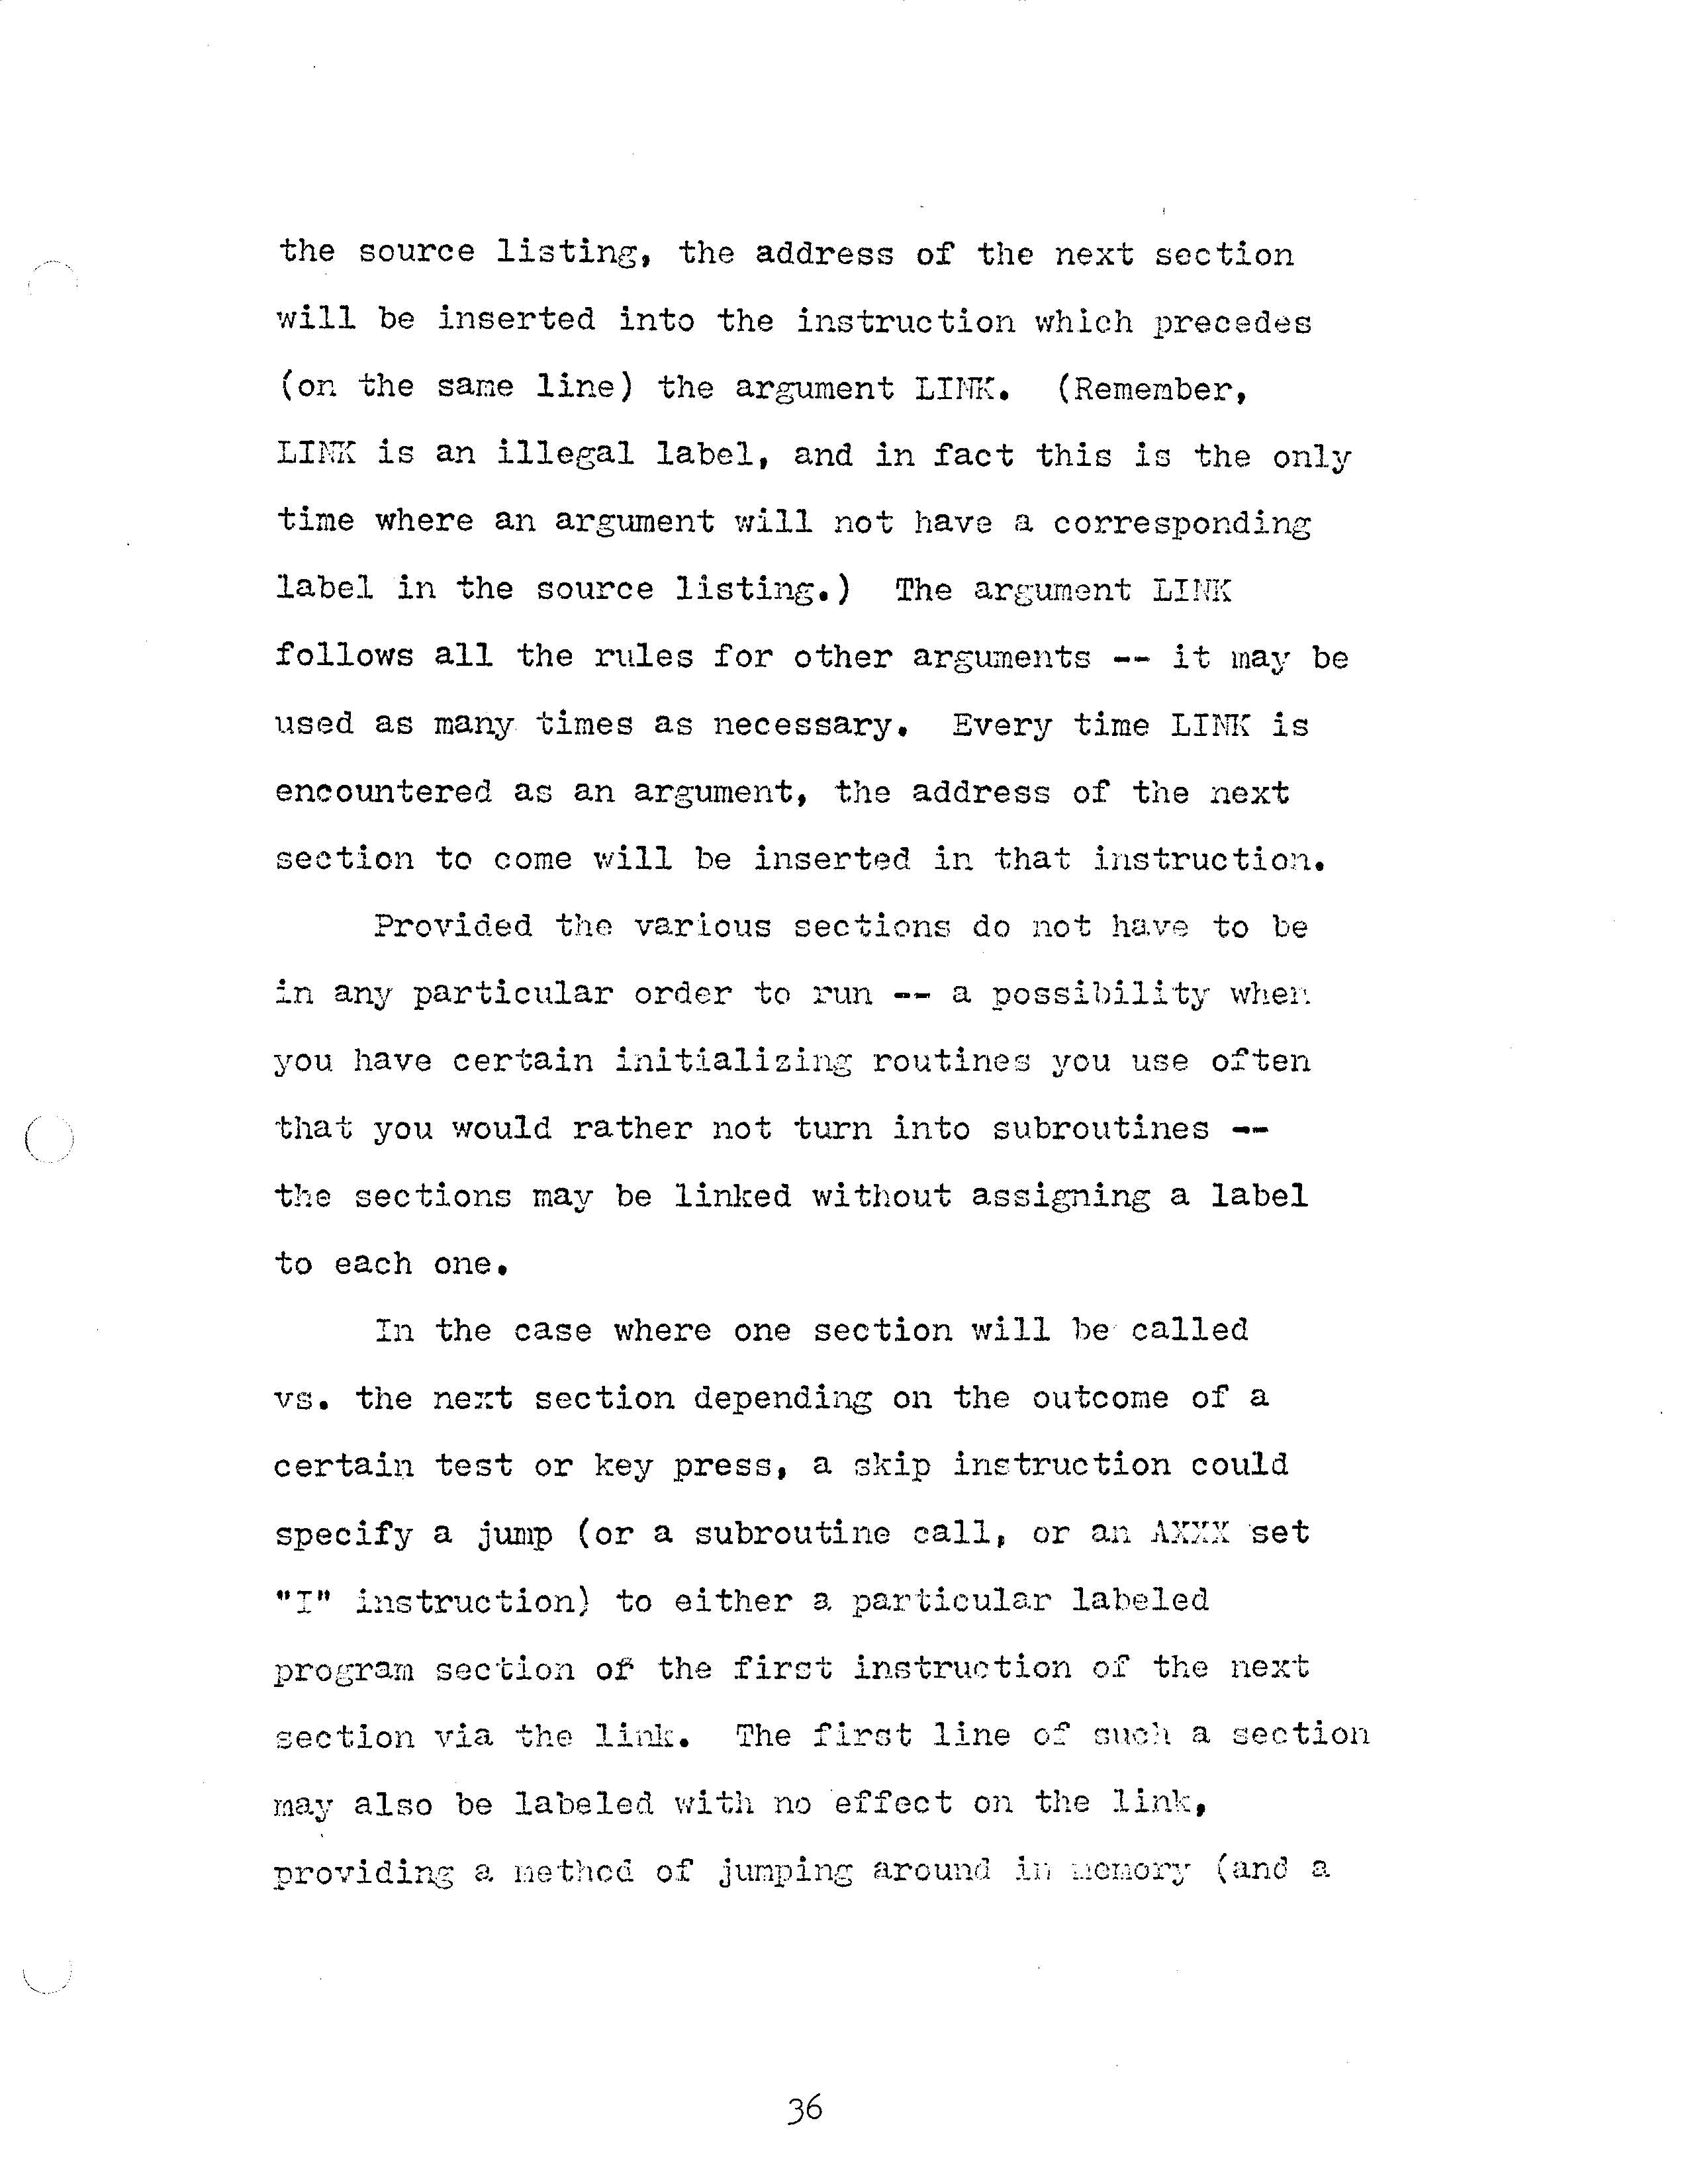 the source listing, the address of the next section
will be inserted into the instruction which precedes
(on the same line) the argument LINK.  (Remember,
LINK is an illegal label, and in fact this is the only
time where an argument will not have a corresponding
label in the source listing.)  The argument LINK
follows all the rules for other arguments -- it may be
used as many times as necessary.  Every time LINK is
encountered as an argument, the address of the next
section to come will be inserted in that instruction.
Provided the various sections do not have to be
in any particular order to run -- a possibility when
you have certain initializing routines you use often
that you would rather not turn into subroutines --
the sections may be linked without assigning a label
to each one.
In the case where one section will be called
vs. the next section depending on the outcome of a
certain test or key press, a skip instruction could
specify a jump (or a subroutine call, or an AXXX set
"I" instruction) to either a particular labeled
program section of the first instruction of the next
section via the link.  The first line of such a section
may also be labeled with no effect on the link,
providing a method of jumping around in memory (and a
36